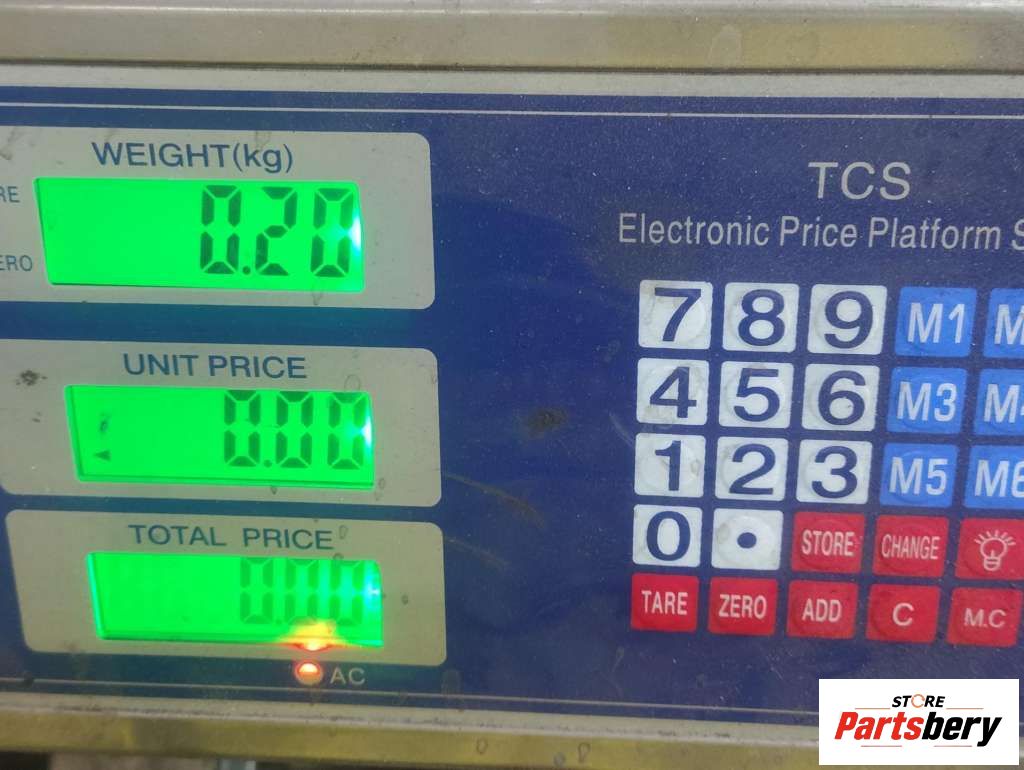 WEIGHT(kg)
RE
0.20
ERO
UNIT PRICE
0.00
TOTAL PRICE
0.00
AC
TCS
Electronic Price Platform S
7 8 9 M1 M
4 5 6 M3 M4
1 2 3 M5 M6
0 . STORE CHANGE
TARE ZERO ADD C M.C
STORE
Partsbery